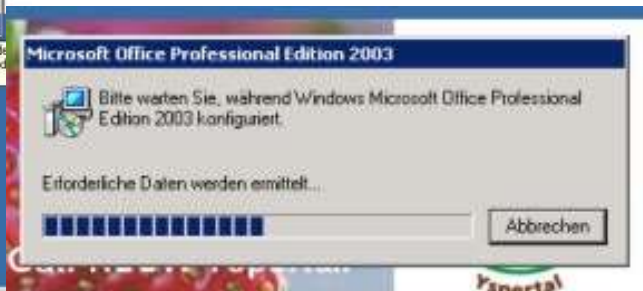 Microsoft Office Professional Edition 2003
Bitte warten Sie, während Windows Microsoft Office Professional
Edition 2003 konfiguriert.
Erforderliche Daten werden ermittelt...
Abbrechen
Yspertal